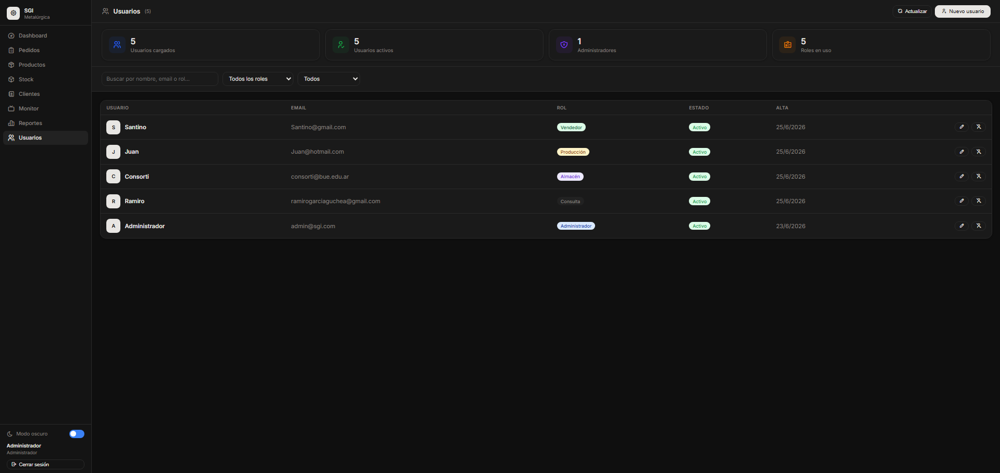 SGI
Metalúrgica
Dashboard
Pedidos
Productos
Stock
Clientes
Monitor
Reportes
Usuarios
Modo oscuro
Administrador
Administrador
Cerrar sesión
Usuarios (5)
Actualizar
Nuevo usuario
5
Usuarios cargados
5
Usuarios activos
1
Administradores
5
Roles en uso
Buscar por nombre, email o rol...
Todos los roles
Todos
USUARIO EMAIL ROL ESTADO ALTA
S Santino Santino@gmail.com Vendedor Activo 25/6/2026
J Juan Juan@hotmail.com Producción Activo 25/6/2026
C Consorti consorti@bue.edu.ar Almacén Activo 25/6/2026
R Ramiro ramirogarciaguchea@gmail.com Consulta Activo 25/6/2026
A Administrador admin@sgi.com Administrador Activo 23/6/2026